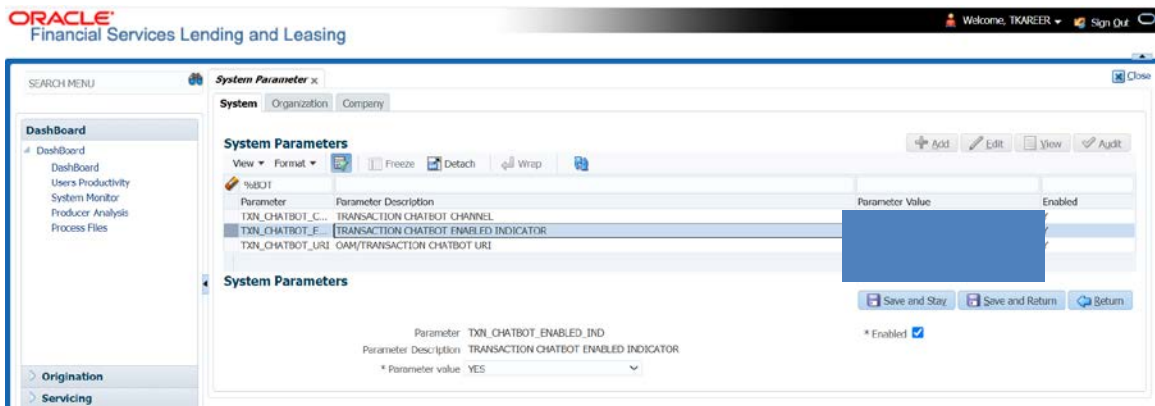 ORACLE
Financial Services Lending and Leasing
Welcome, TKAREER
Sign Out
SEARCH MENU
System Parameter x
Close
System Organization Company
DashBoard
DashBoard
DashBoard
Users Productivity
System Monitor
Producer Analysis
Process Files
System Parameters
Add Edit View Audit
View Format Freeze Detach Wrap
%BOT
Parameter Parameter Description Parameter Value Enabled
TXN_CHATBOT_C... TRANSACTION CHATBOT CHANNEL
TXN_CHATBOT_E... TRANSACTION CHATBOT ENABLED INDICATOR
TXN_CHATBOT_URI OAM/TRANSACTION CHATBOT URI
System Parameters
Save and Stay Save and Return Return
Parameter TXN_CHATBOT_ENABLED_IND
* Enabled
Parameter Description TRANSACTION CHATBOT ENABLED INDICATOR
* Parameter value YES
Origination
Servicing